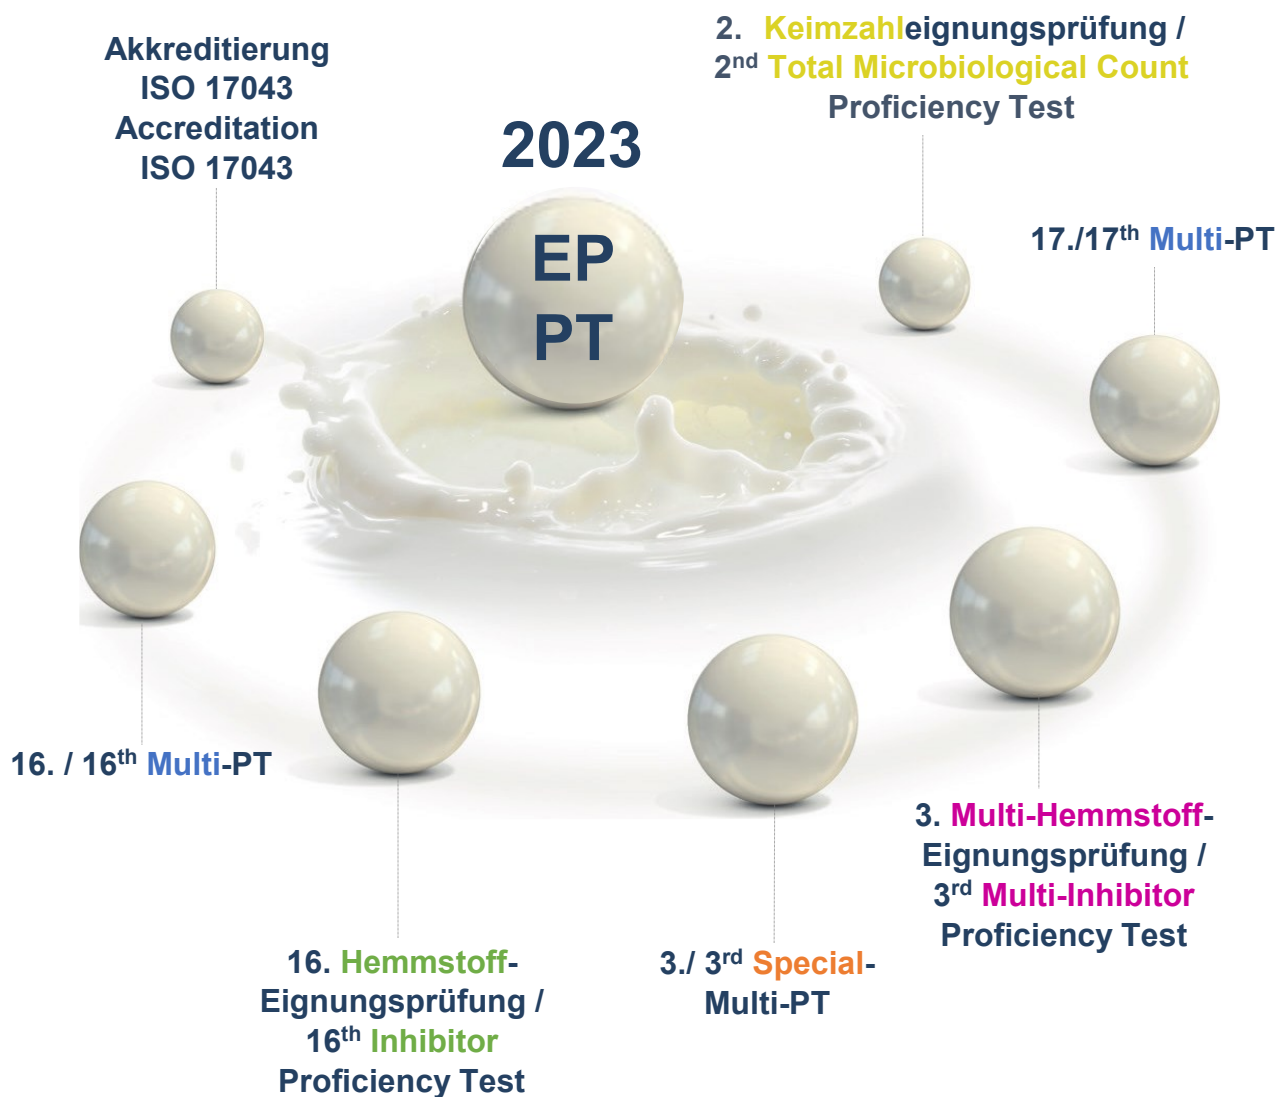 Akkreditierung
ISO 17043
Accreditation
ISO 17043
2023
EP
PT
2. Keimzahleignungsprüfung /
2nd Total Microbiological Count
Proficiency Test
17./17th Multi-PT
16. / 16th Multi-PT
16. Hemmstoff-
Eignungsprüfung /
16th Inhibitor
Proficiency Test
3./ 3rd Special-
Multi-PT
3. Multi-Hemmstoff-
Eignungsprüfung /
3rd Multi-Inhibitor
Proficiency Test